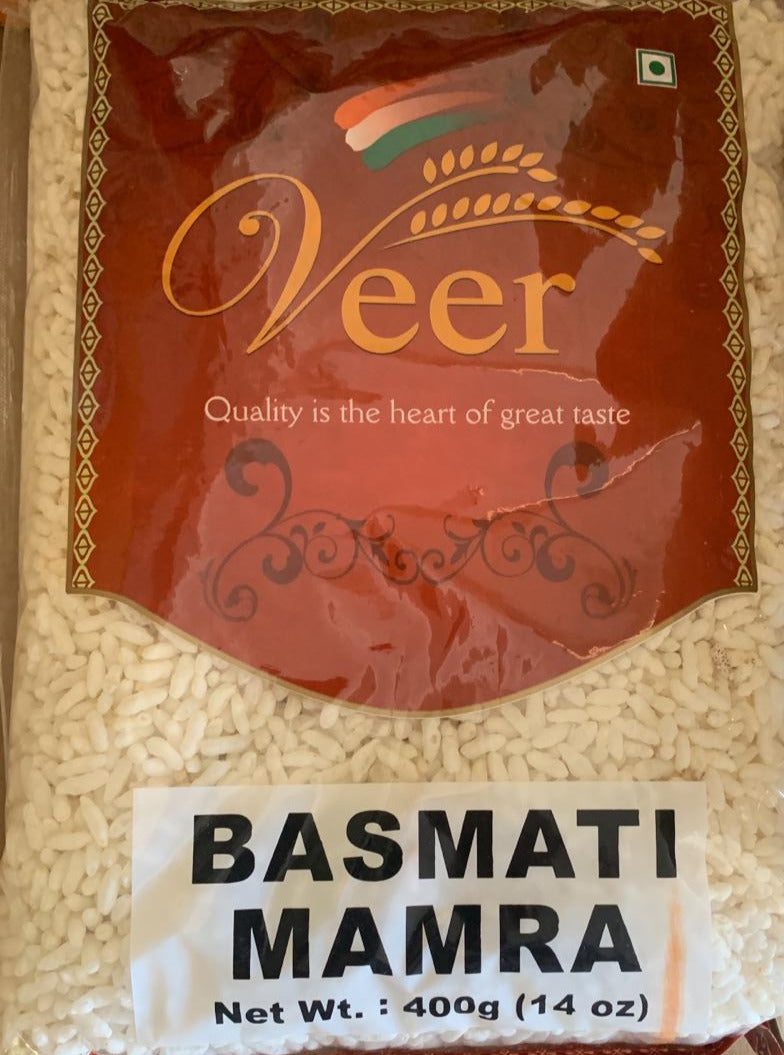 Veer
Quality is the heart of great taste
BASMATI
MAMRA
Net Wt. : 400g (14 oz)